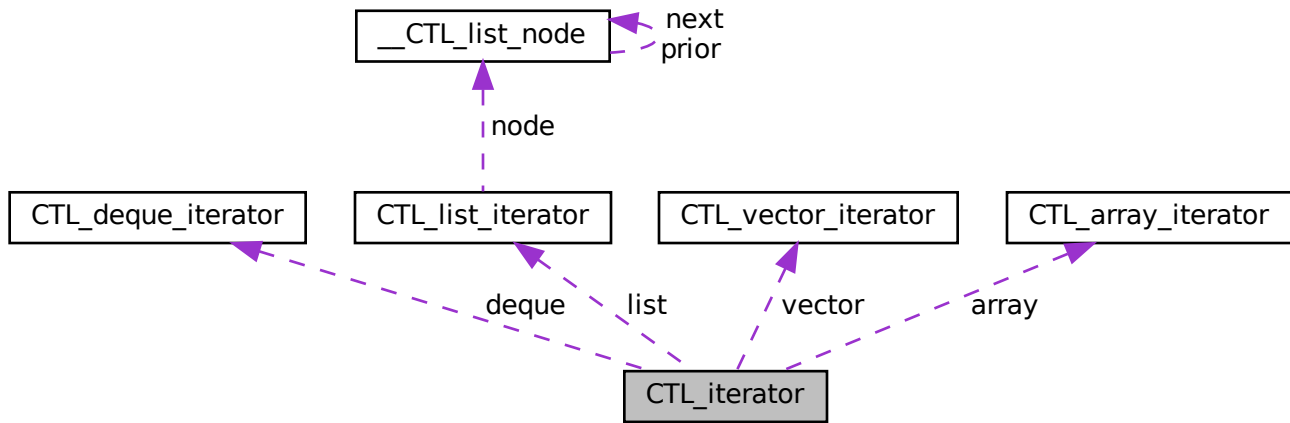 __CTL_list_node
next
prior
node
CTL_deque_iterator
CTL_list_iterator
CTL_vector_iterator
CTL_array_iterator
deque
list
vector
array
CTL_iterator